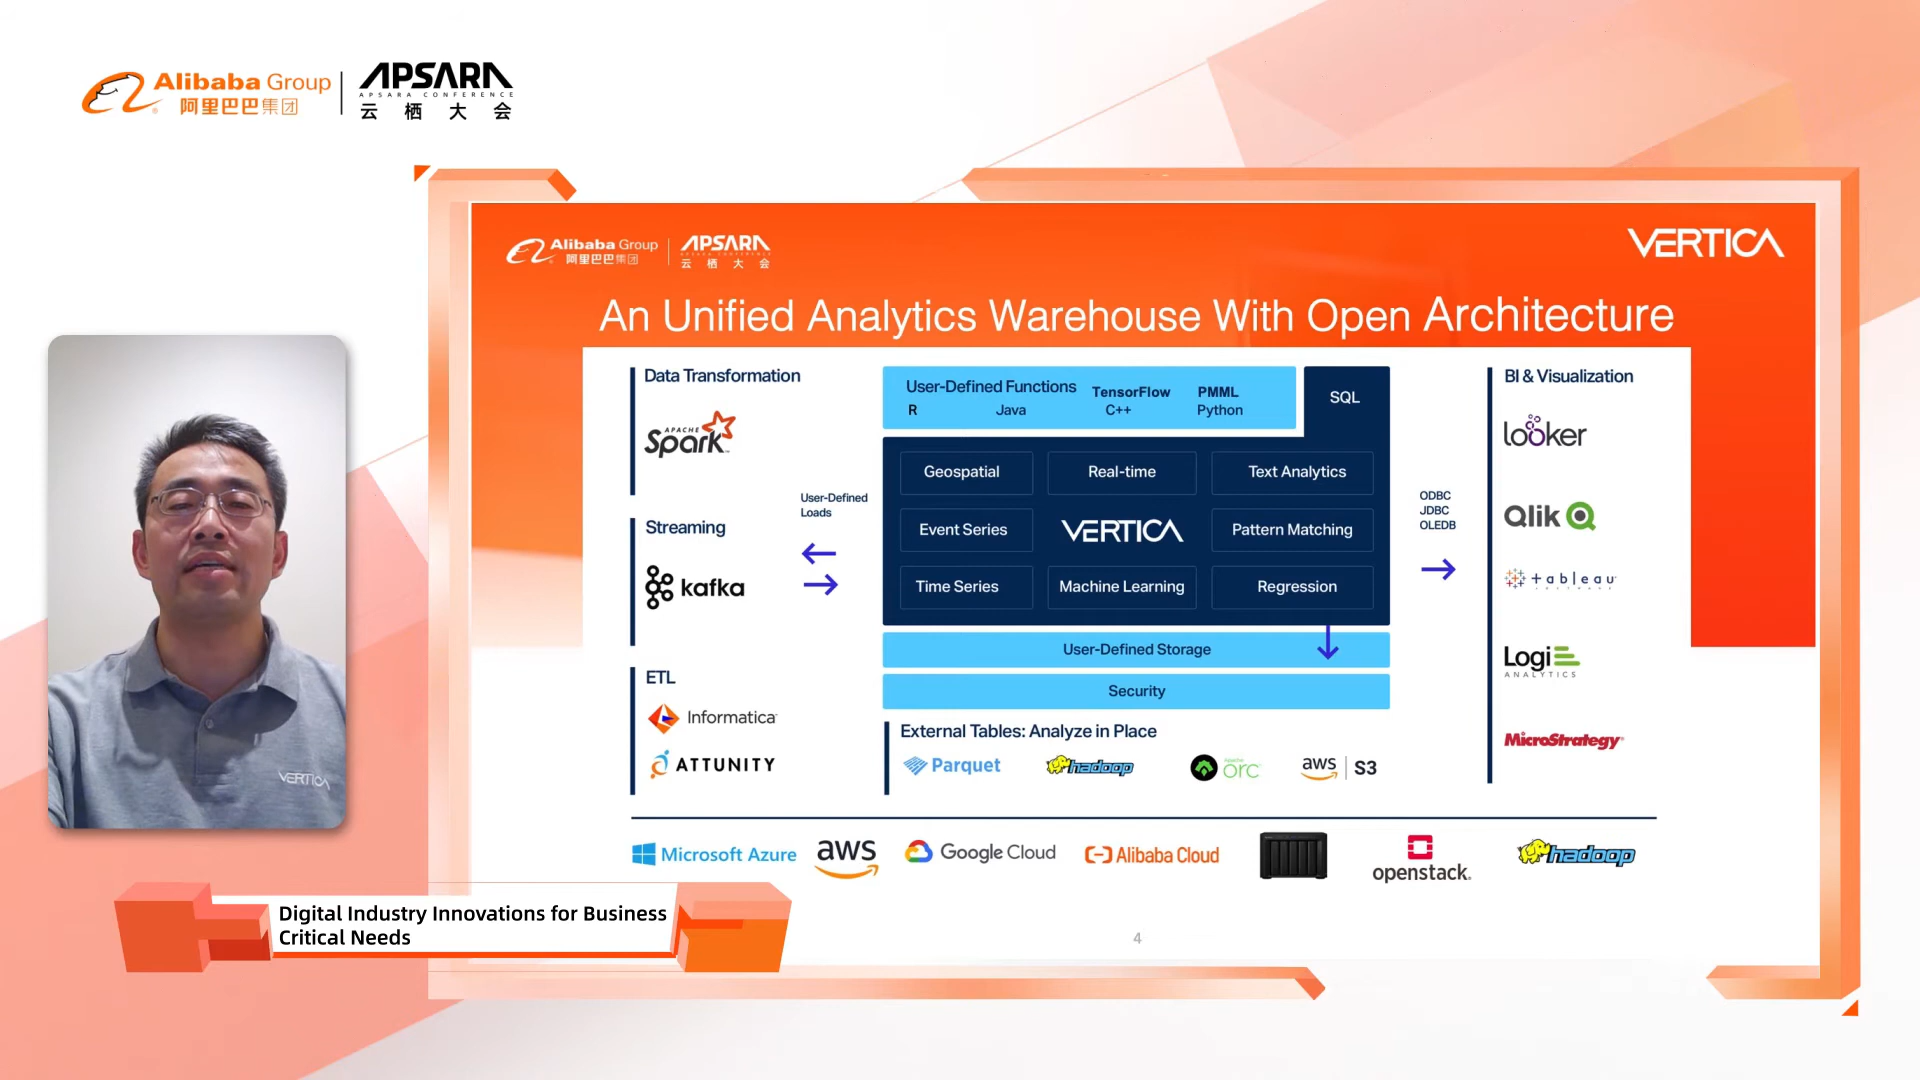 Alibaba Group
阿里巴巴集团
APSARA
APSARA CONFERENCE
云栖大会
Alibaba Group
阿里巴巴集团
APSARA
云栖大会
VERTICA
An Unified Analytics Warehouse With Open Architecture
Data Transformation
APACHE
Spark
Streaming
kafka
ETL
Informatica
ATTUNITY
User-Defined
Loads
User-Defined Functions
TensorFlow
PMML
R
Java
C++
Python
SQL
Geospatial
Real-time
Text Analytics
Event Series
VERTICA
Pattern Matching
Time Series
Machine Learning
Regression
User-Defined Storage
Security
External Tables: Analyze in Place
Parquet
hadoop
Apache
orc
aws
S3
ODBC
JDBC
OLEDB
BI & Visualization
looker
Qlik
+ableau
Logi
ANALYTICS
MicroStrategy
Microsoft Azure
aws
Google Cloud
Alibaba Cloud
openstack.
hadoop
4
VERTICA
Digital Industry Innovations for Business
Critical Needs